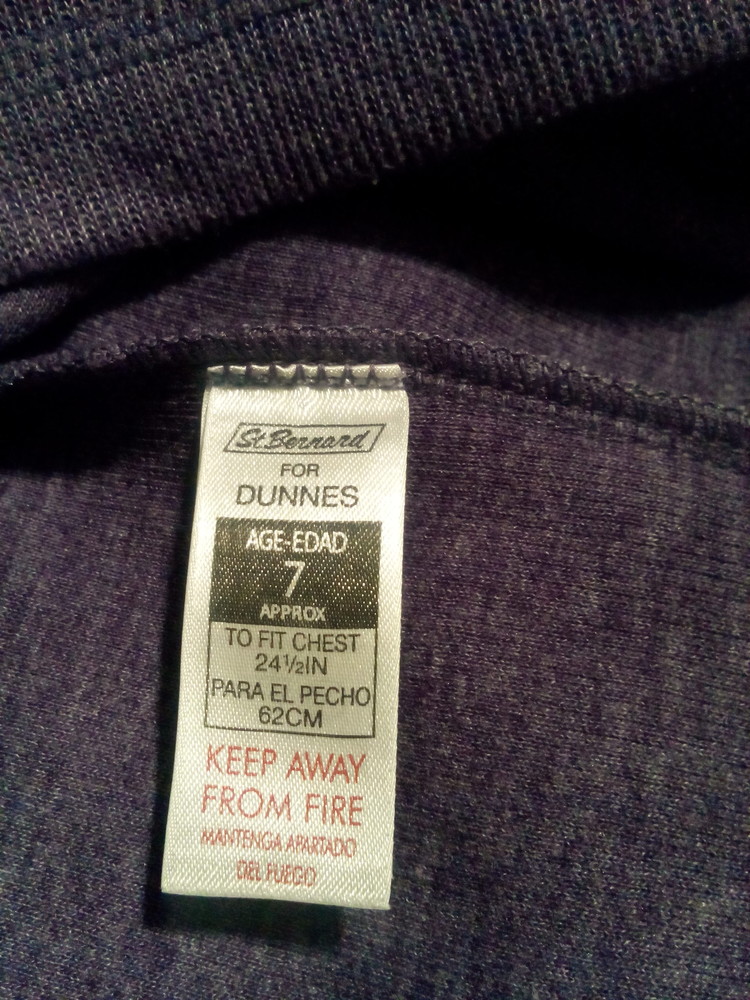 St Bernard
FOR
DUNNES
AGE-EDAD
7
APPROX
TO FIT CHEST
24½IN
PARA EL PECHO
62CM
KEEP AWAY
FROM FIRE
MANTENGA APARTADO
DEL FUEGO